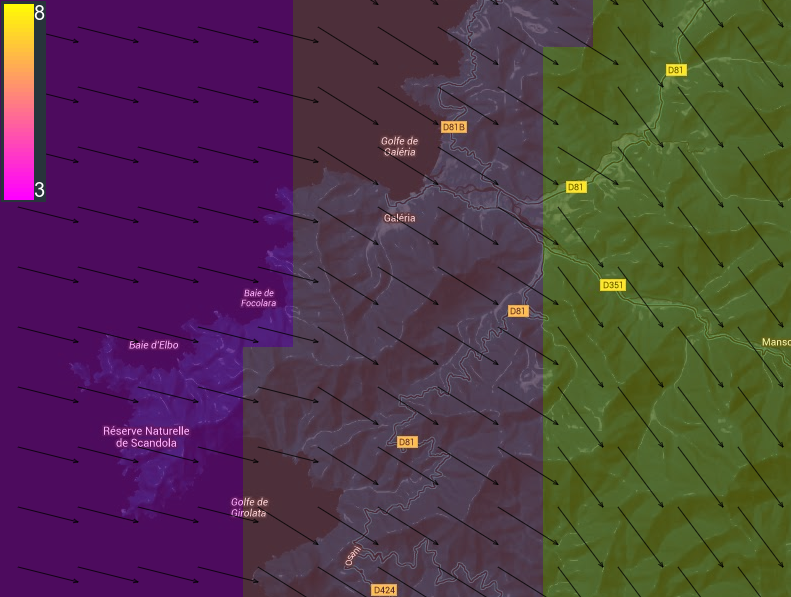 8
3
D81
D81B
Golfe de
Galéria
D81
Galéria
D351
Baie de
Focolara
D81
Baie d'Elbo
Réserve Naturelle
de Scandola
D81
Golfe de
Girolata
Osani
D424